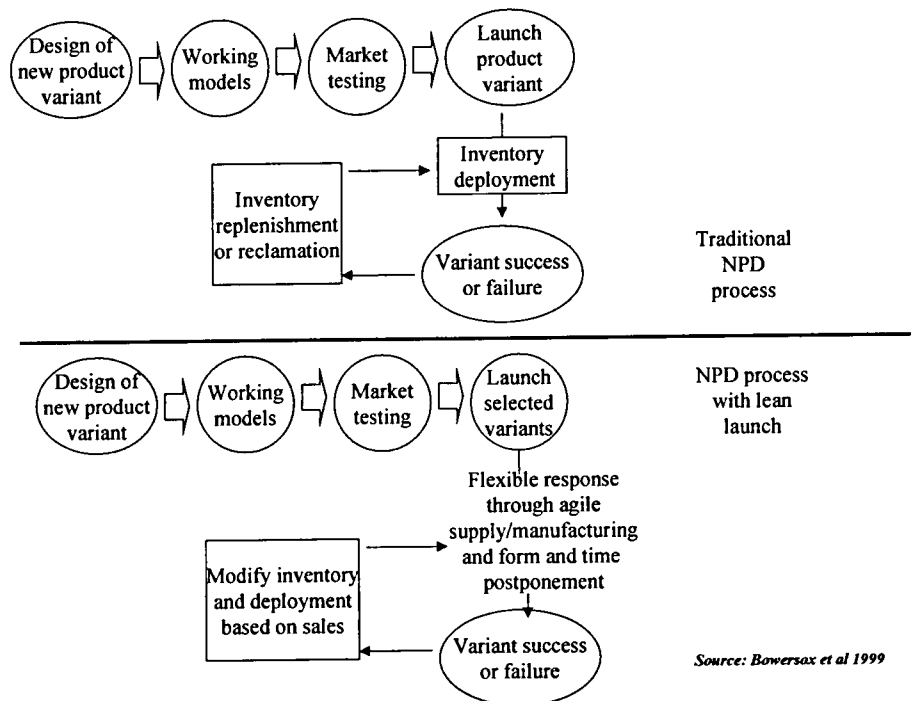 Design of
new product
variant
Working
models
Market
testing
Launch
product
variant
Inventory
deployment
Inventory
replenishment
or reclamation
Variant success
or failure
Traditional
NPD
process
Design of
new product
variant
Working
models
Market
testing
Launch
selected
variants
NPD process
with lean
launch
Flexible response
through agile
supply/manufacturing
and form and time
postponement
Modify inventory
and deployment
based on sales
Variant success
or failure
Source: Bowersox et al 1999